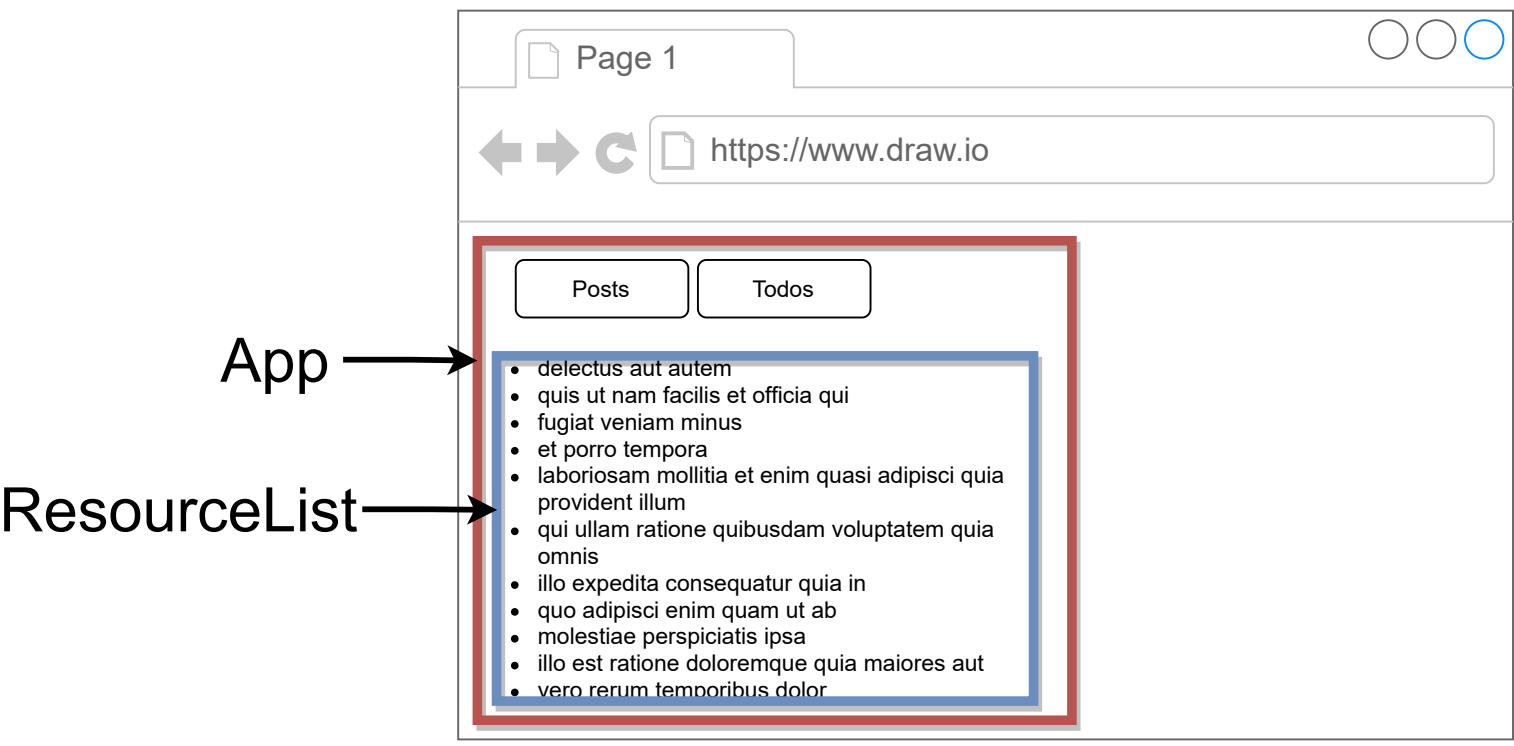 Page 1
https://www.draw.io
Posts
Todos
App
delectus aut autem
quis ut nam facilis et officia qui
fugiat veniam minus
et porro tempora
laboriosam mollitia et enim quasi adipisci quia
provident illum
ResourceList
qui ullam ratione quibusdam voluptatem quia
omnis
illo expedita consequatur quia in
quo adipisci enim quam ut ab
molestiae perspiciatis ipsa
illo est ratione doloremque quia maiores aut
vero rerum temporibus dolor